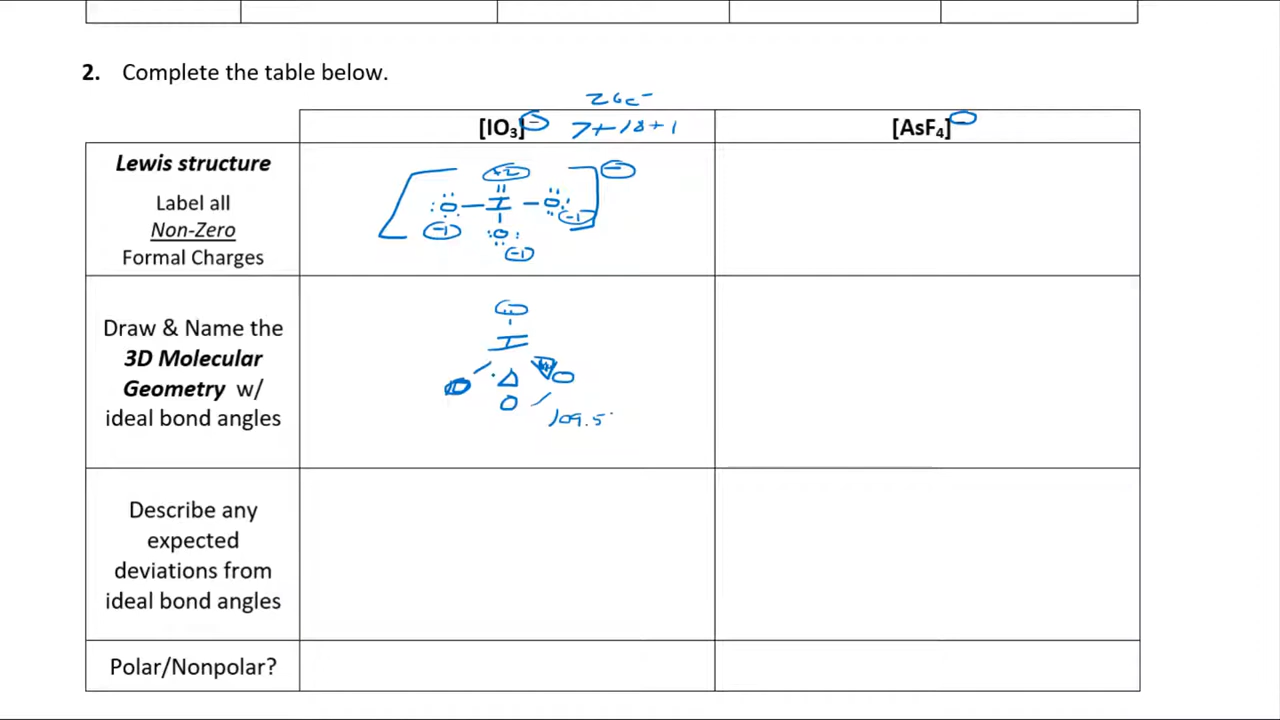 2. Complete the table below.
26e⁻
[IO₃]⁻ 7+18+1 [AsF₄]⁻
Lewis structure
Label all
Non-Zero
Formal Charges
+2 −
:O — I — O:
−1 O −1
−1
Draw & Name the
3D Molecular
Geometry w/
ideal bond angles
I
O O
O
109.5°
Describe any
expected
deviations from
ideal bond angles
Polar/Nonpolar?